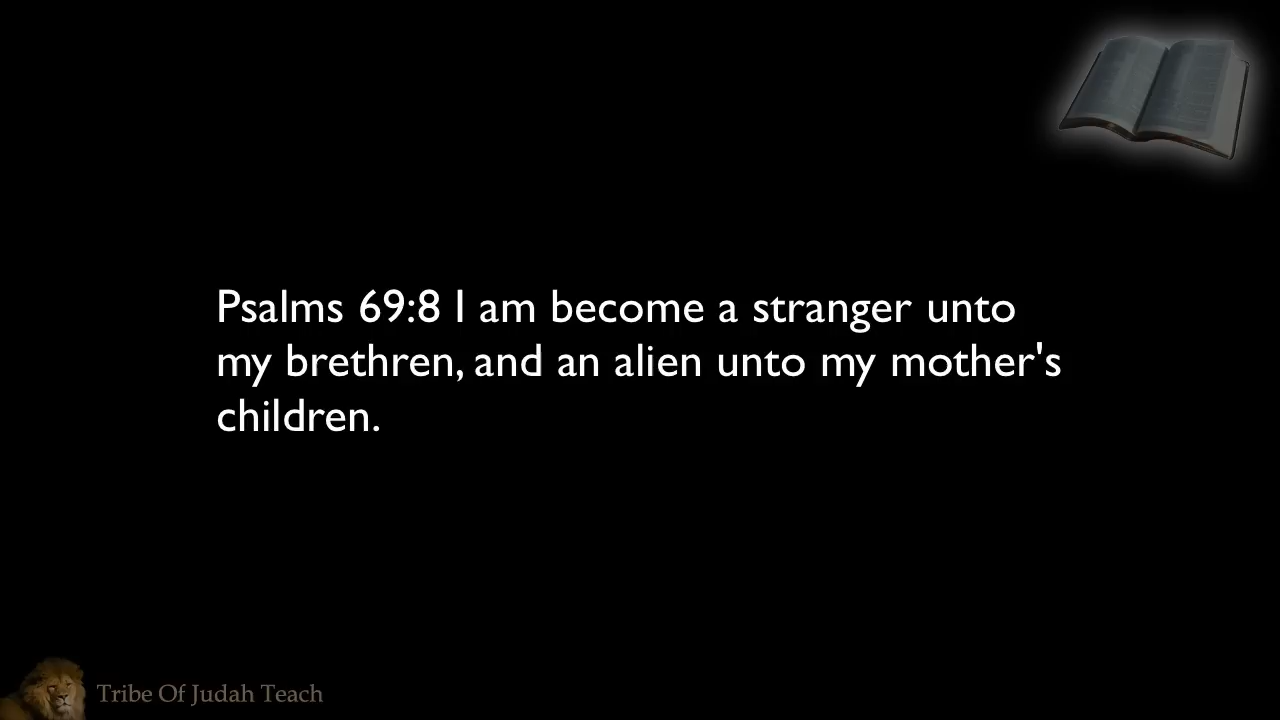 Psalms 69:8 I am become a stranger unto
my brethren, and an alien unto my mother's
children.
Tribe Of Judah Teach